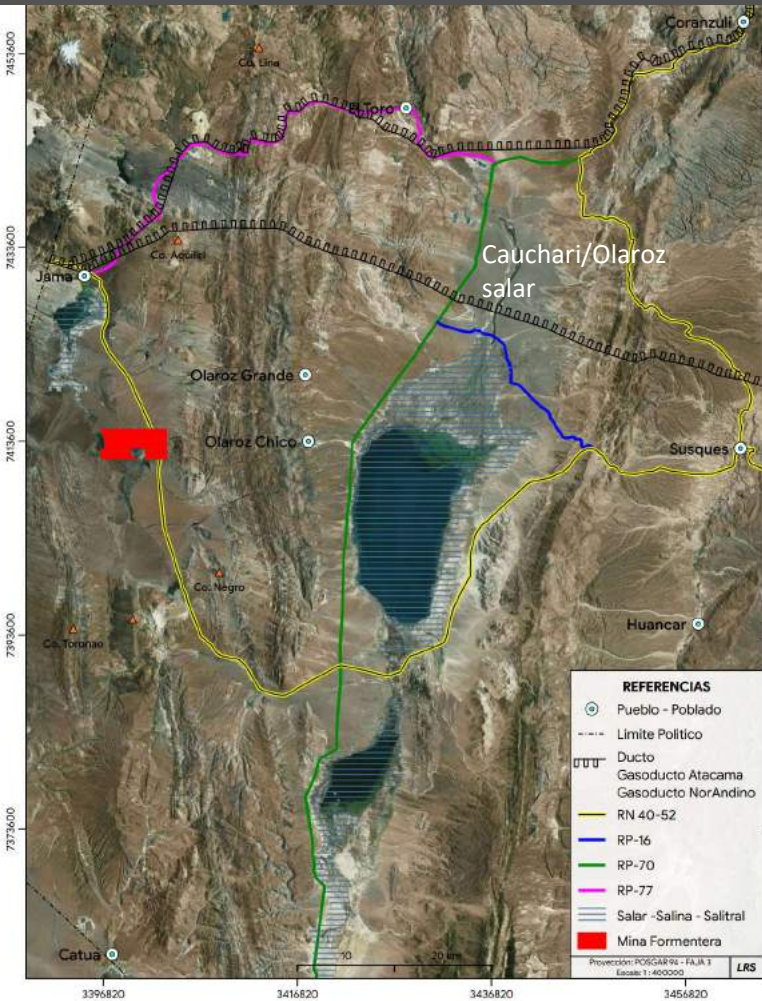 Coranzuli
7453600
Co. Lina
El Toro
7433600
Cauchari/Olaroz
salar
Co. Aguiliri
Jama
Olaroz Grande
7413600
Olaroz Chico
Susques
Co. Negro
7393600
Huancar
Co. Toronao
REFERENCIAS
Pueblo - Poblado
Limite Politico
Ducto
Gasoducto Atacama
Gasoducto NorAndino
RN 40-52
RP-16
RP-70
RP-77
Salar -Salina - Salitral
Mina Formentera
Proyección: POSGAR 94 - FAJA 3
Escala: 1 : 400000
LRS
7373600
Catua
10
20 km
3396820
3416820
3436820
3456820